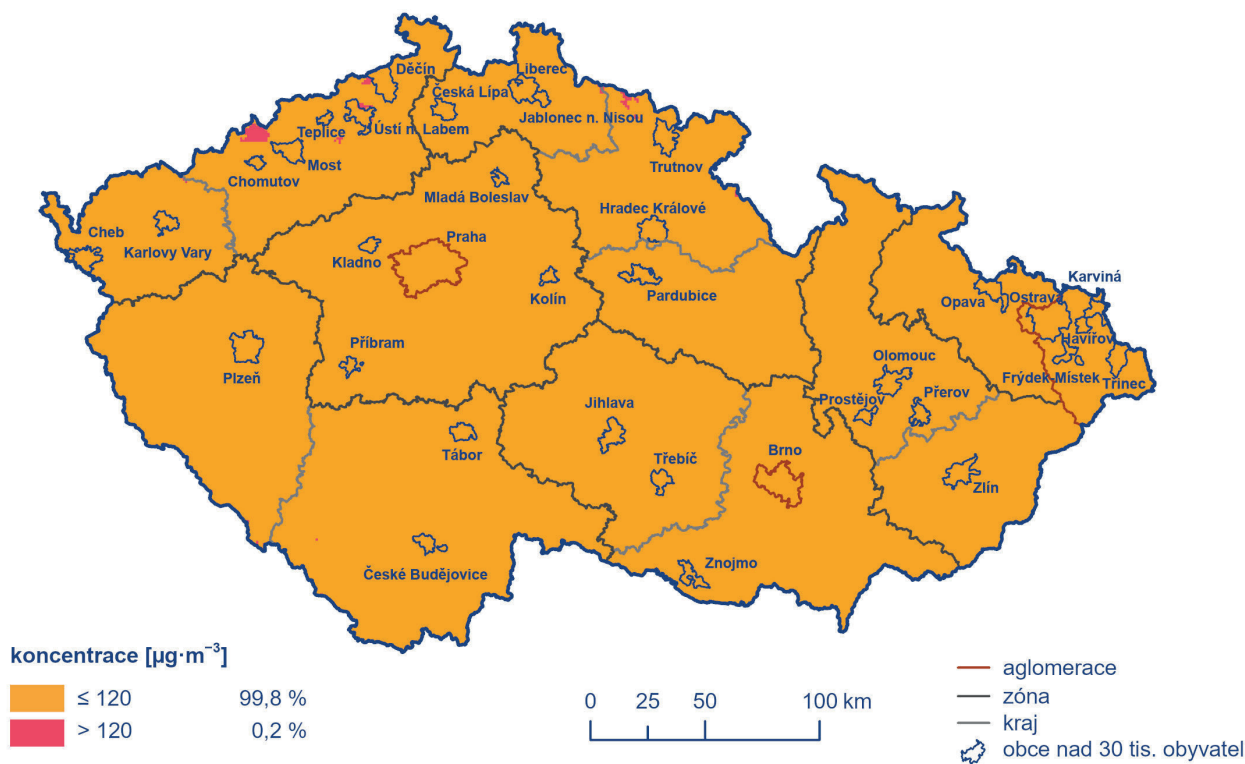 Děčín
Liberec
Česká Lípa
Jablonec n. Nisou
Teplice
Ústí n. Labem
Most
Chomutov
Trutnov
Mladá Boleslav
Hradec Králové
Cheb
Karlovy Vary
Praha
Kladno
Kolín
Pardubice
Karviná
Opava
Ostrava
Havířov
Příbram
Plzeň
Olomouc
Frýdek-Místek
Třinec
Prostějov
Přerov
Jihlava
Tábor
Třebíč
Brno
Zlín
České Budějovice
Znojmo
koncentrace [µg·m⁻³]
≤ 120 99,8 %
> 120 0,2 %
0 25 50 100 km
aglomerace
zóna
kraj
obce nad 30 tis. obyvatel